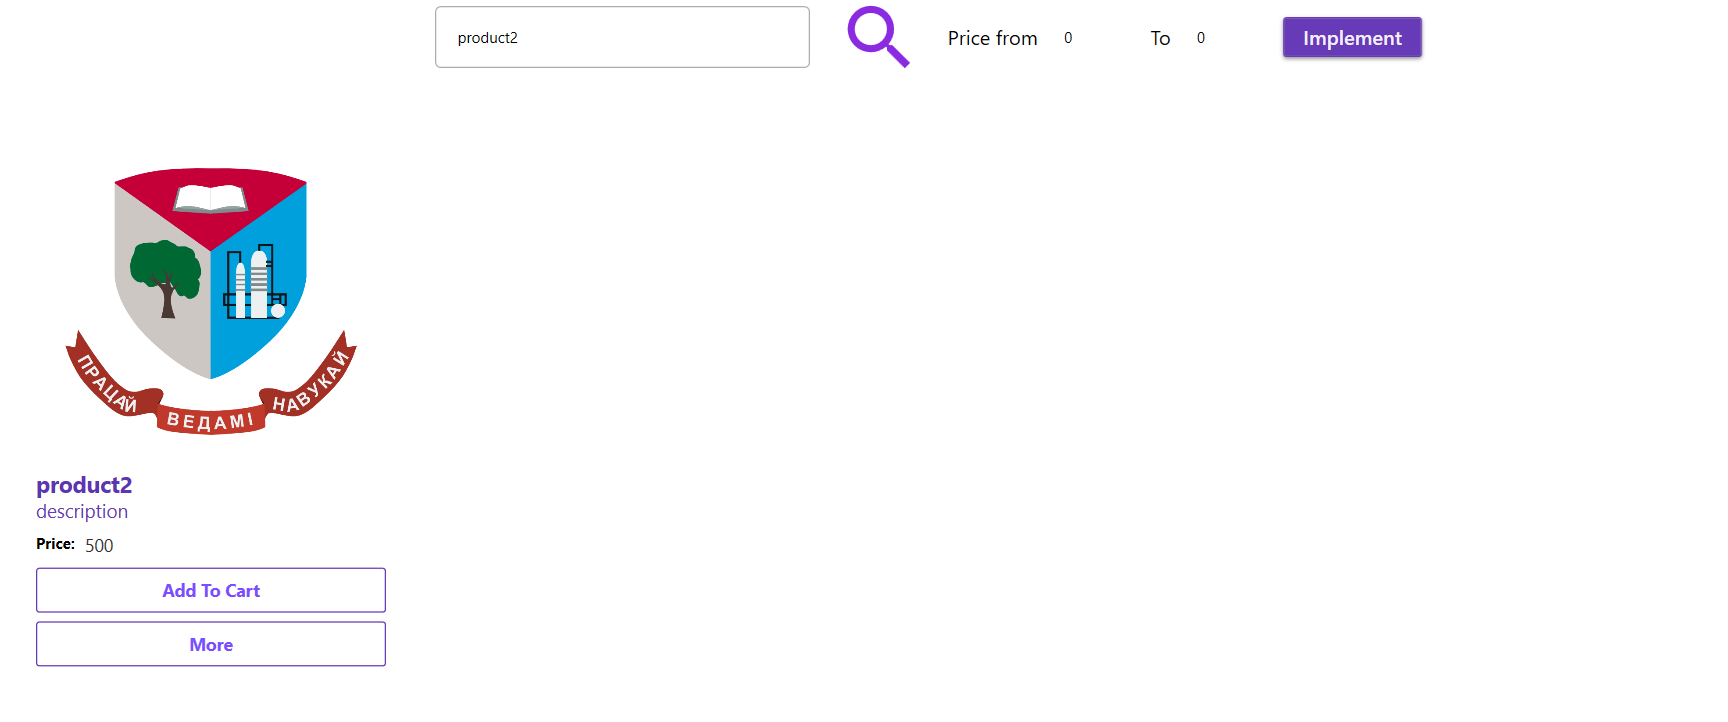 product2
Price from 0 To 0 Implement
ПРАЦАЙ ВЕДАМІ НАВУКАЙ
product2
description
Price: 500
Add To Cart
More